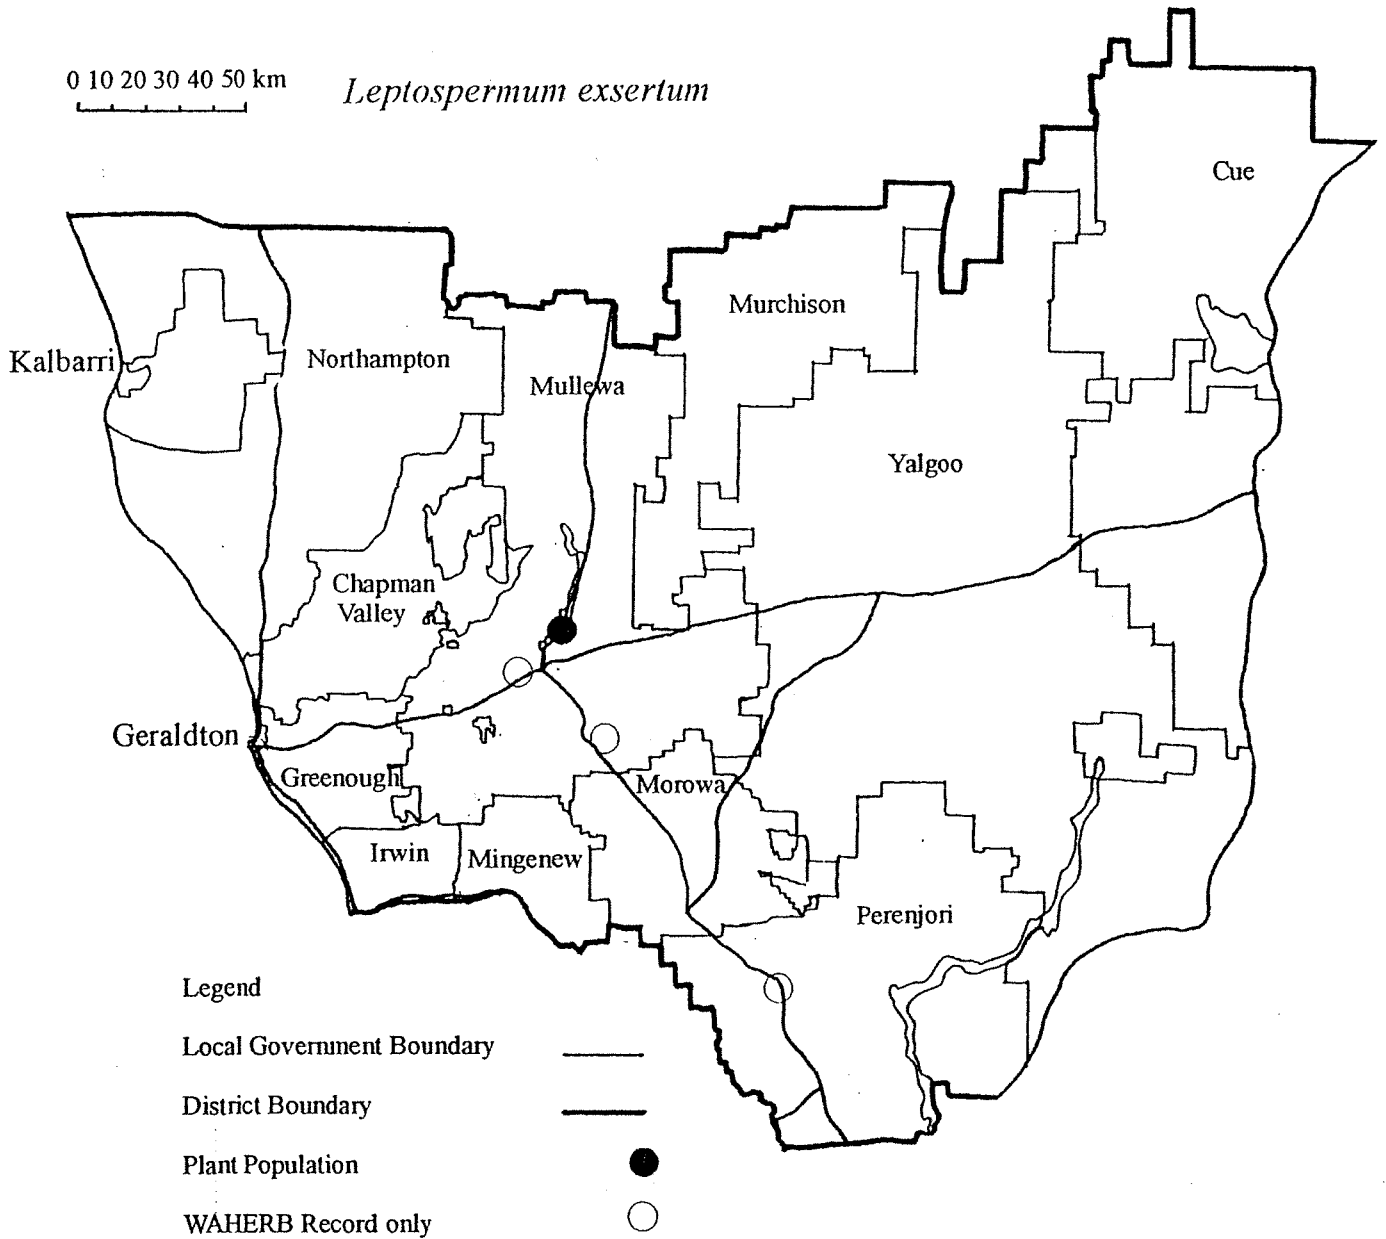 0 10 20 30 40 50 km
Leptospermum exsertum
Cue
Murchison
Kalbarri
Northampton
Mullewa
Yalgoo
Chapman
Valley
Geraldton
Greenough
Morowa
Irwin
Mingenew
Perenjori
Legend
Local Government Boundary
District Boundary
Plant Population
WAHERB Record only